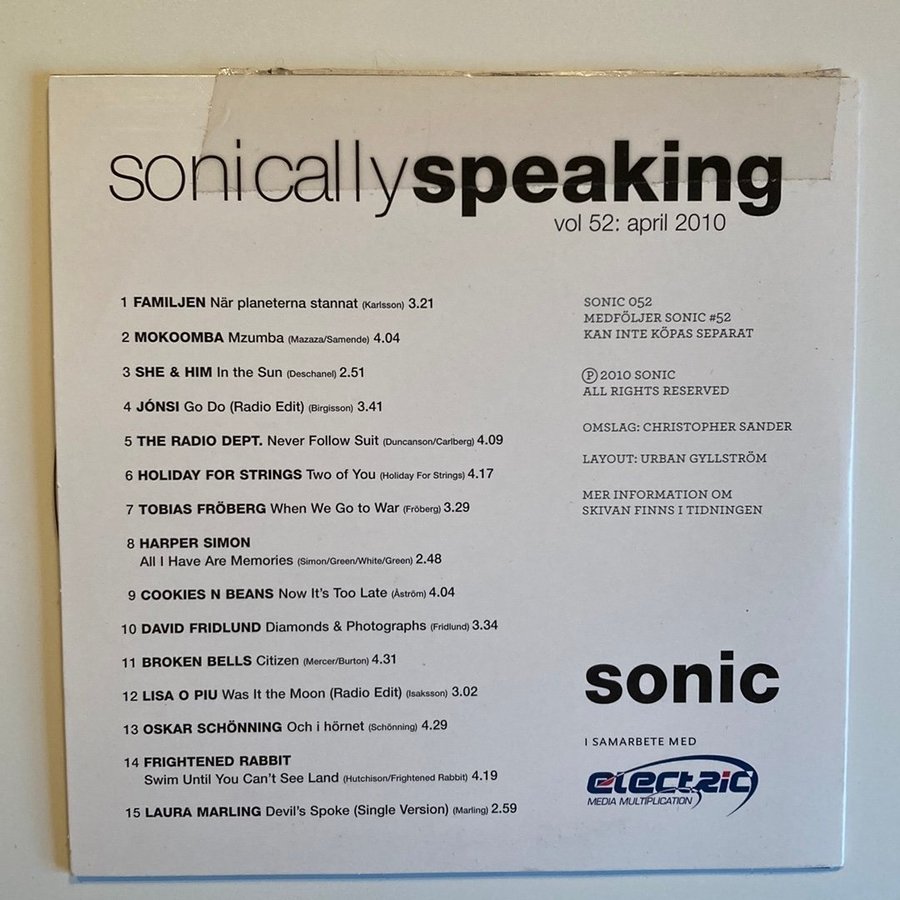 sonicallyspeaking
vol 52: april 2010
1 FAMILJEN När planeterna stannat (Karlsson) 3.21
2 MOKOOMBA Mzumba (Mazaza/Samende) 4.04
3 SHE & HIM In the Sun (Deschanel) 2.51
4 JÓNSI Go Do (Radio Edit) (Birgisson) 3.41
5 THE RADIO DEPT. Never Follow Suit (Duncanson/Carlberg) 4.09
6 HOLIDAY FOR STRINGS Two of You (Holiday For Strings) 4.17
7 TOBIAS FRÖBERG When We Go to War (Fröberg) 3.29
8 HARPER SIMON
All I Have Are Memories (Simon/Green/White/Green) 2.48
9 COOKIES N BEANS Now It's Too Late (Åström) 4.04
10 DAVID FRIDLUND Diamonds & Photographs (Fridlund) 3.34
11 BROKEN BELLS Citizen (Mercer/Burton) 4.31
12 LISA O PIU Was It the Moon (Radio Edit) (Isaksson) 3.02
13 OSKAR SCHÖNNING Och i hörnet (Schönning) 4.29
14 FRIGHTENED RABBIT
Swim Until You Can't See Land (Hutchison/Frightened Rabbit) 4.19
15 LAURA MARLING Devil's Spoke (Single Version) (Marling) 2.59
SONIC 052
MEDFÖLJER SONIC #52
KAN INTE KÖPAS SEPARAT
Ⓟ 2010 SONIC
ALL RIGHTS RESERVED
OMSLAG: CHRISTOPHER SANDER
LAYOUT: URBAN GYLLSTRÖM
MER INFORMATION OM
SKIVAN FINNS I TIDNINGEN
sonic
I SAMARBETE MED
electric
MEDIA MULTIPLICATION